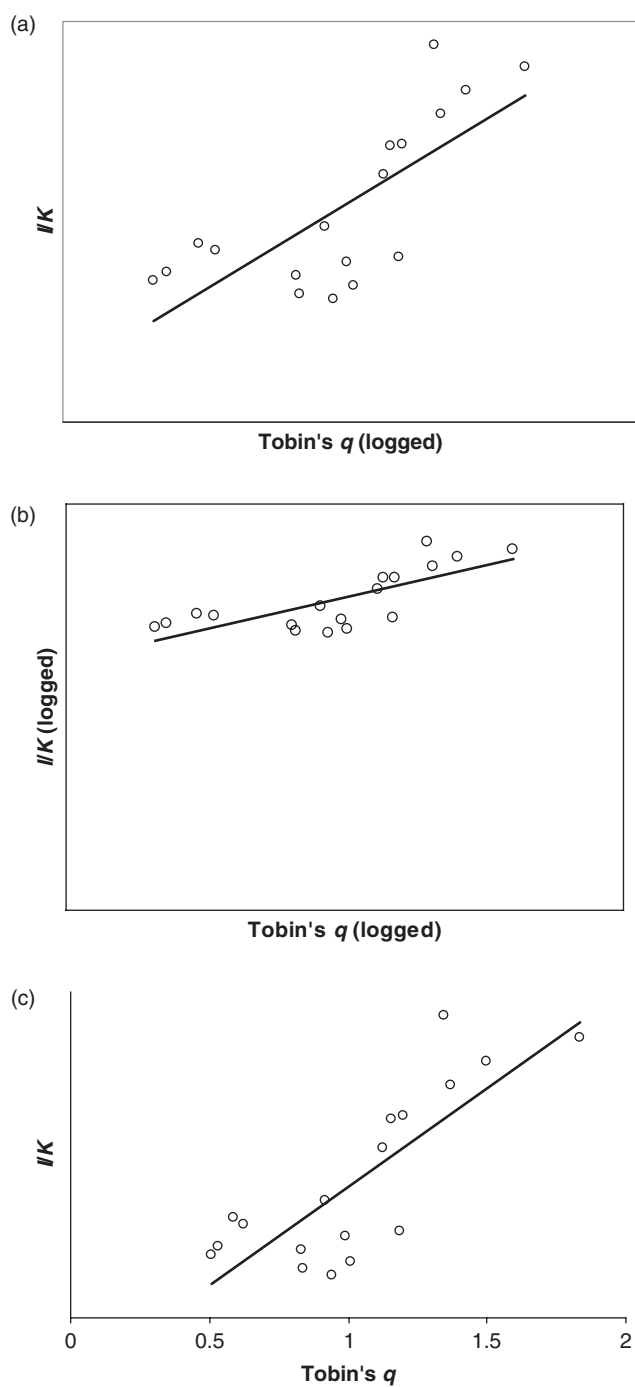 (a)
I/K
Tobin's q (logged)
(b)
I/K (logged)
Tobin's q (logged)
(c)
I/K
0 0.5 1 1.5 2
Tobin's q